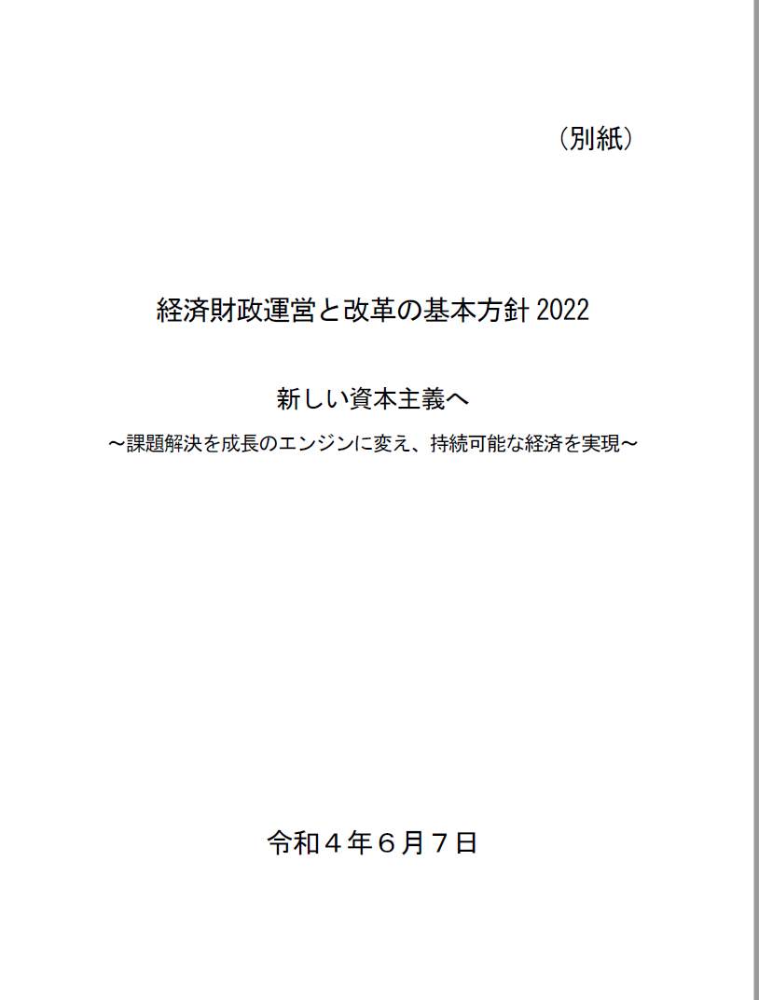 （別紙）
経済財政運営と改革の基本方針 2022
新しい資本主義へ
～課題解決を成長のエンジンに変え、持続可能な経済を実現～
令和４年６月７日